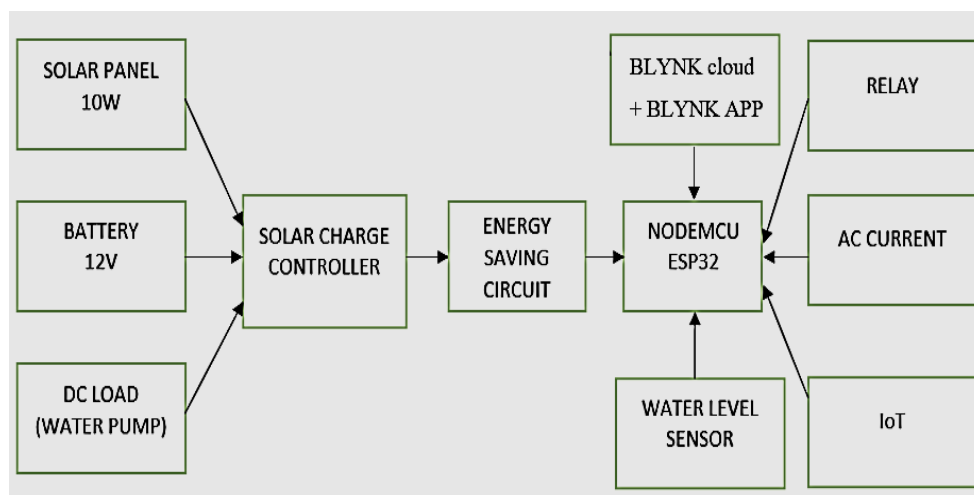 SOLAR PANEL
10W
BATTERY
12V
DC LOAD
(WATER PUMP)
SOLAR CHARGE
CONTROLLER
ENERGY
SAVING
CIRCUIT
BLYNK cloud
+ BLYNK APP
NODEMCU
ESP32
WATER LEVEL
SENSOR
RELAY
AC CURRENT
IoT